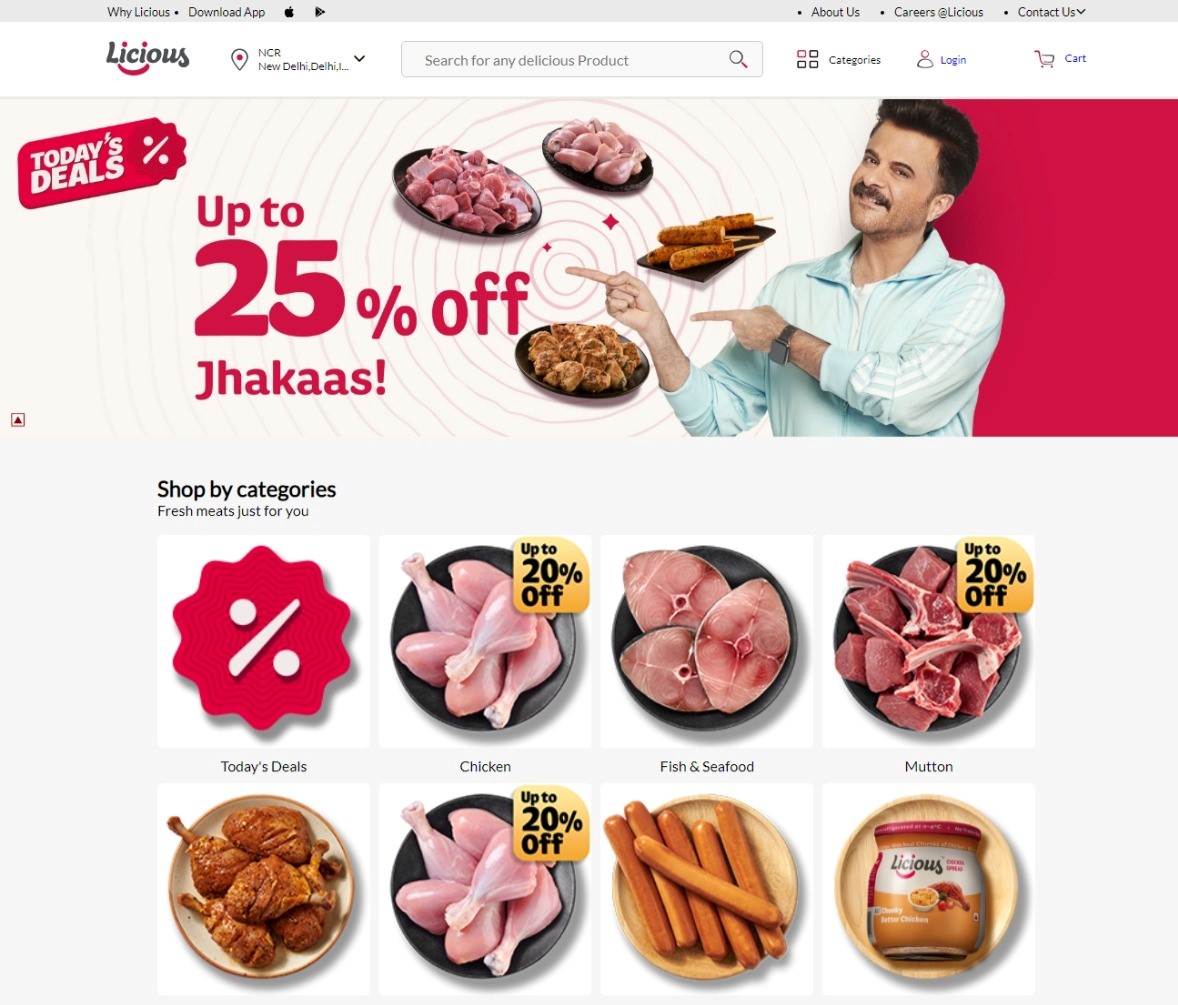 Why Licious • Download App
• About Us • Careers @Licious • Contact Us
Licious
NCR
New Delhi,Delhi,I...
Search for any delicious Product
Categories
Login
Cart
TODAY'S
DEALS %
Up to
25% off
Jhakaas!
Shop by categories
Fresh meats just for you
%
Up to
20%
Off
Up to
20%
Off
Today's Deals
Chicken
Fish & Seafood
Mutton
Up to
20%
Off
Licious
CHICKEN
SPREAD
Chunky
Butter Chicken